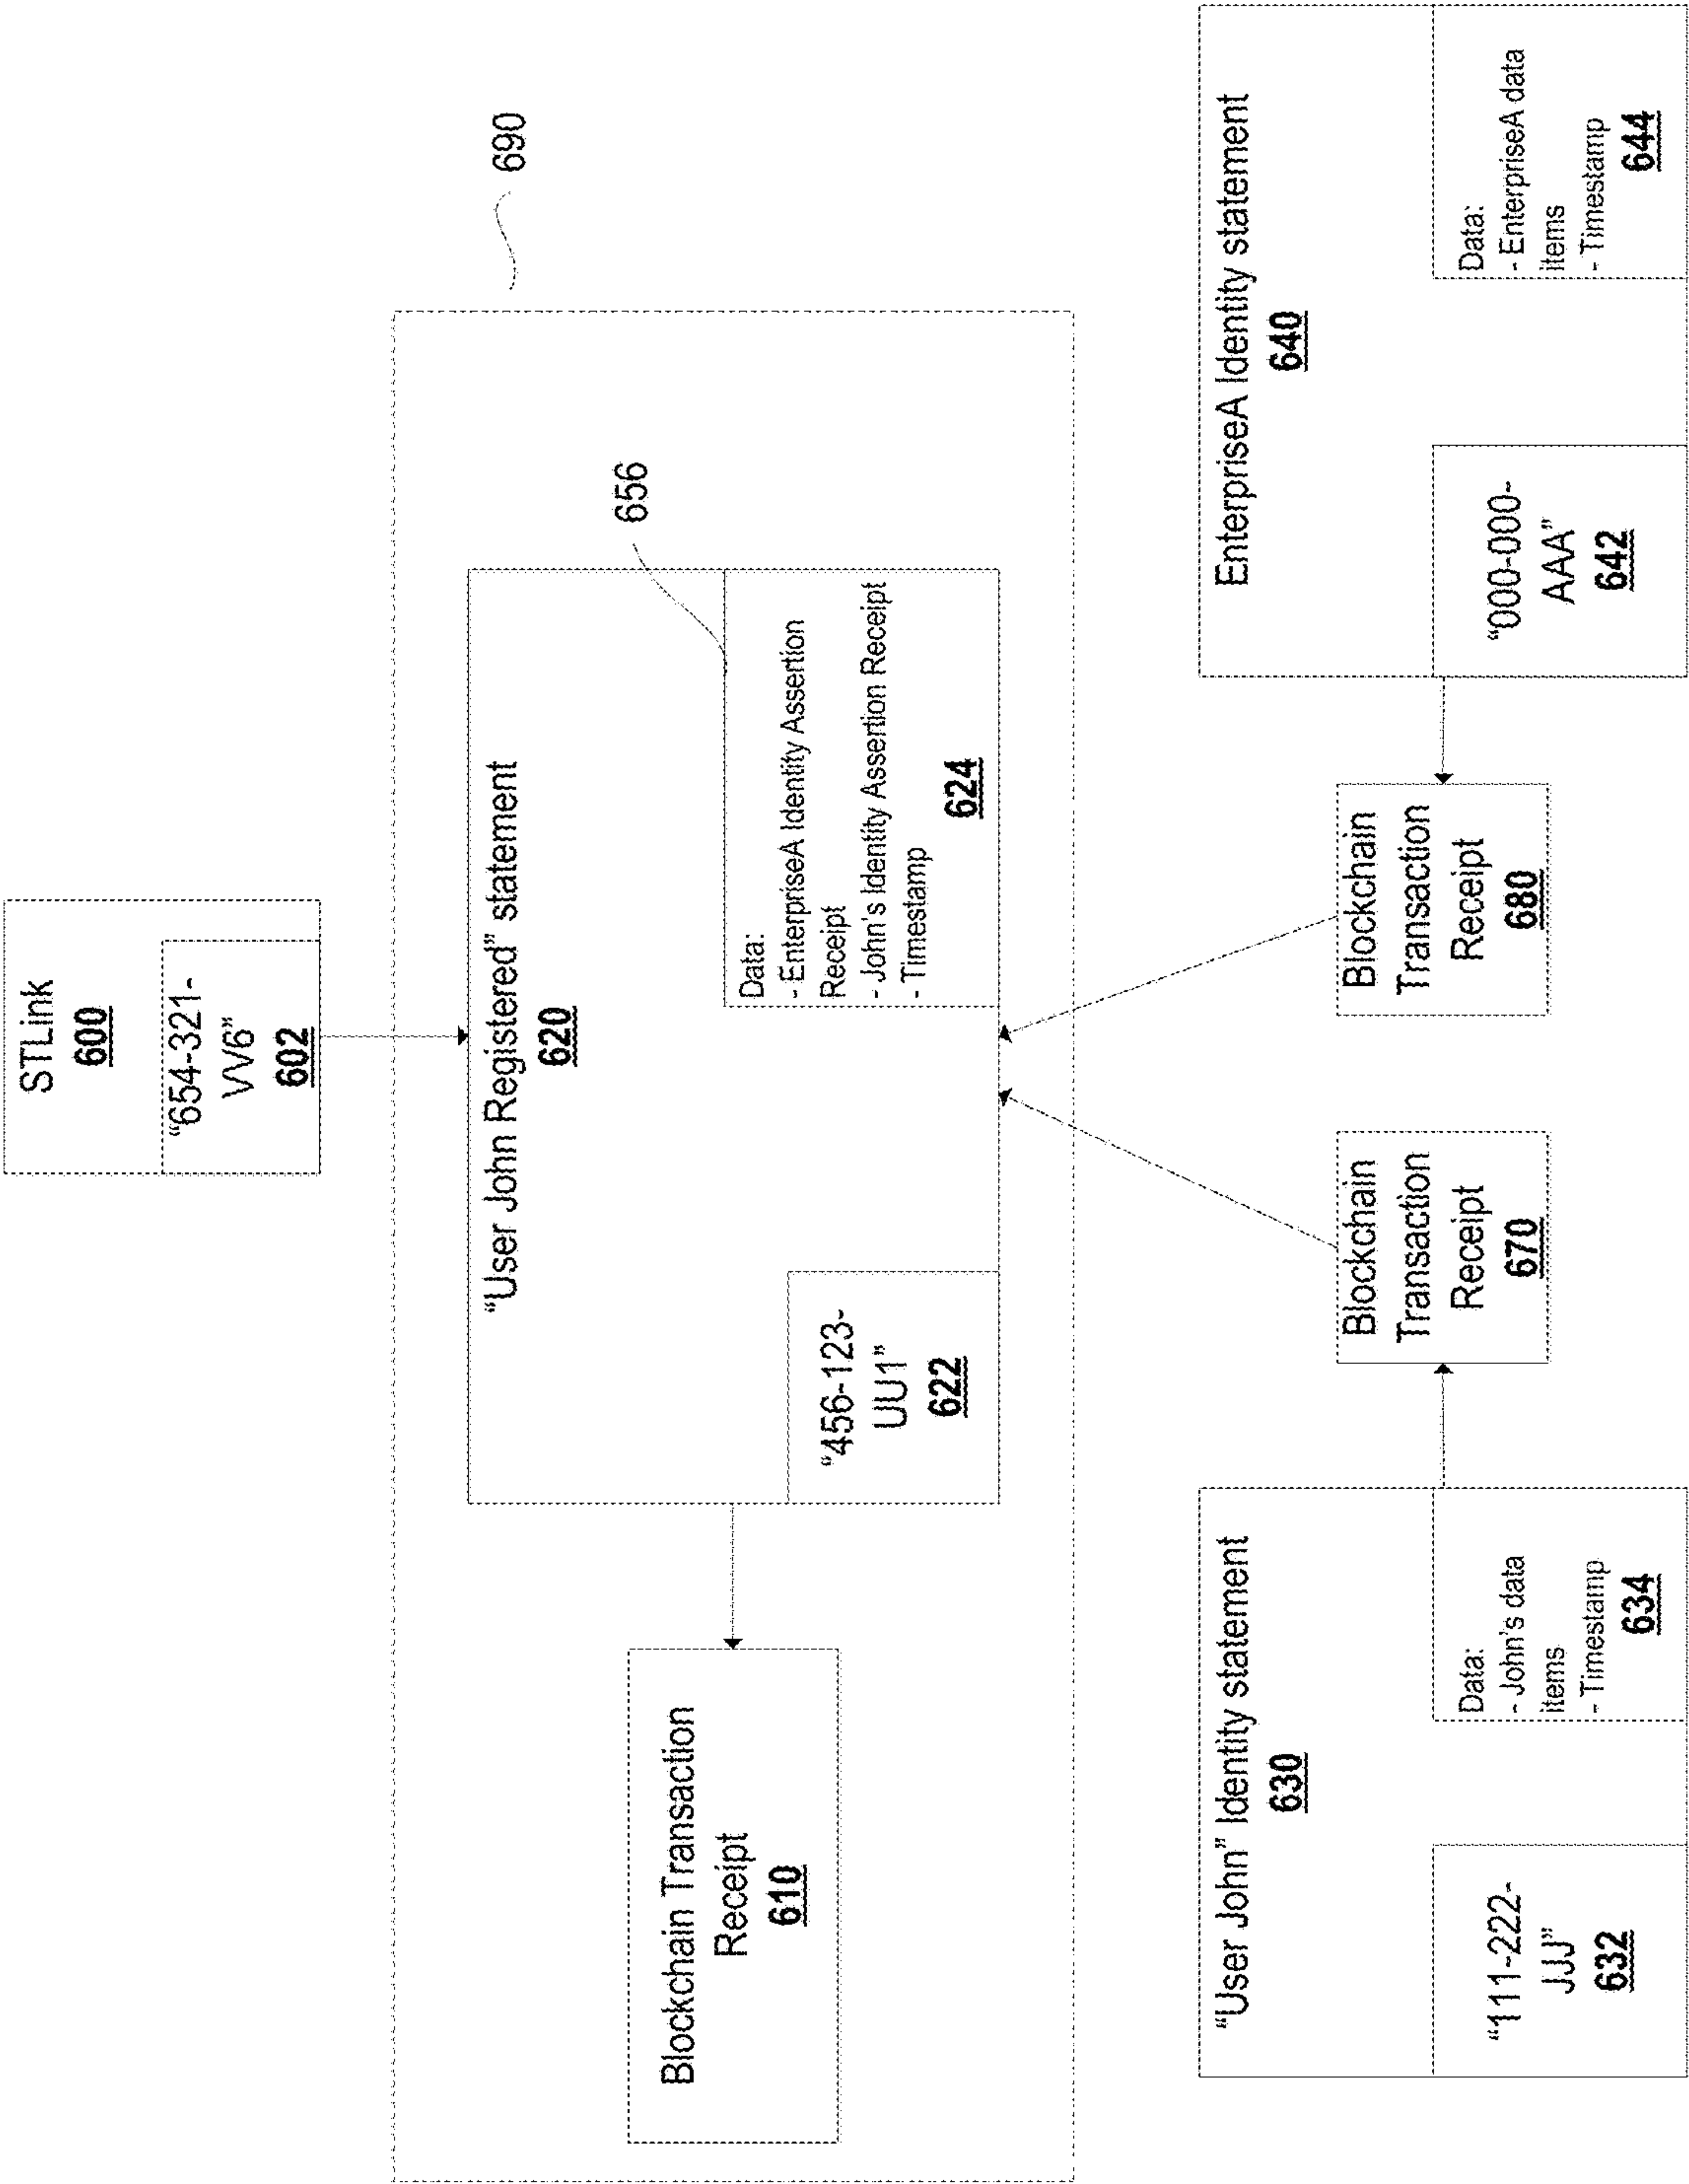 STLink
600
“654-321-
VV6”
602
690
“User John Registered” statement
620
656
“456-123-
UU1”
622
Data:
- EnterpriseA Identity Assertion
Receipt
- John's Identity Assertion Receipt
- Timestamp
624
Blockchain Transaction
Receipt
610
Blockchain
Transaction
Receipt
670
Blockchain
Transaction
Receipt
680
“User John” Identity statement
630
“111-222-
JJJ”
632
Data:
- John's data
items
- Timestamp
634
EnterpriseA Identity statement
640
“000-000-
AAA”
642
Data:
- EnterpriseA data
items
- Timestamp
644